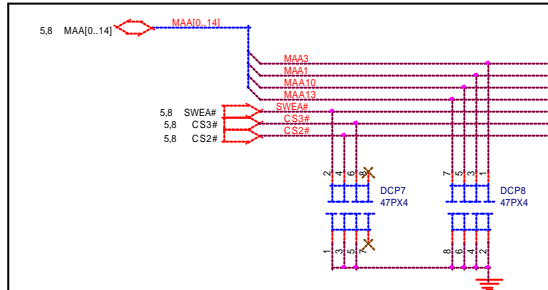 5,8 MAA[0..14] MAA[0..14]
MAA3
MAA1
MAA10
MAA13
5,8 SWEA# SWEA#
5,8 CS3# CS3#
5,8 CS2# CS2#
2 4 6 8 DCP7 7 5 3 1 DCP8
47PX4 47PX4
1 3 5 7 8 6 4 2